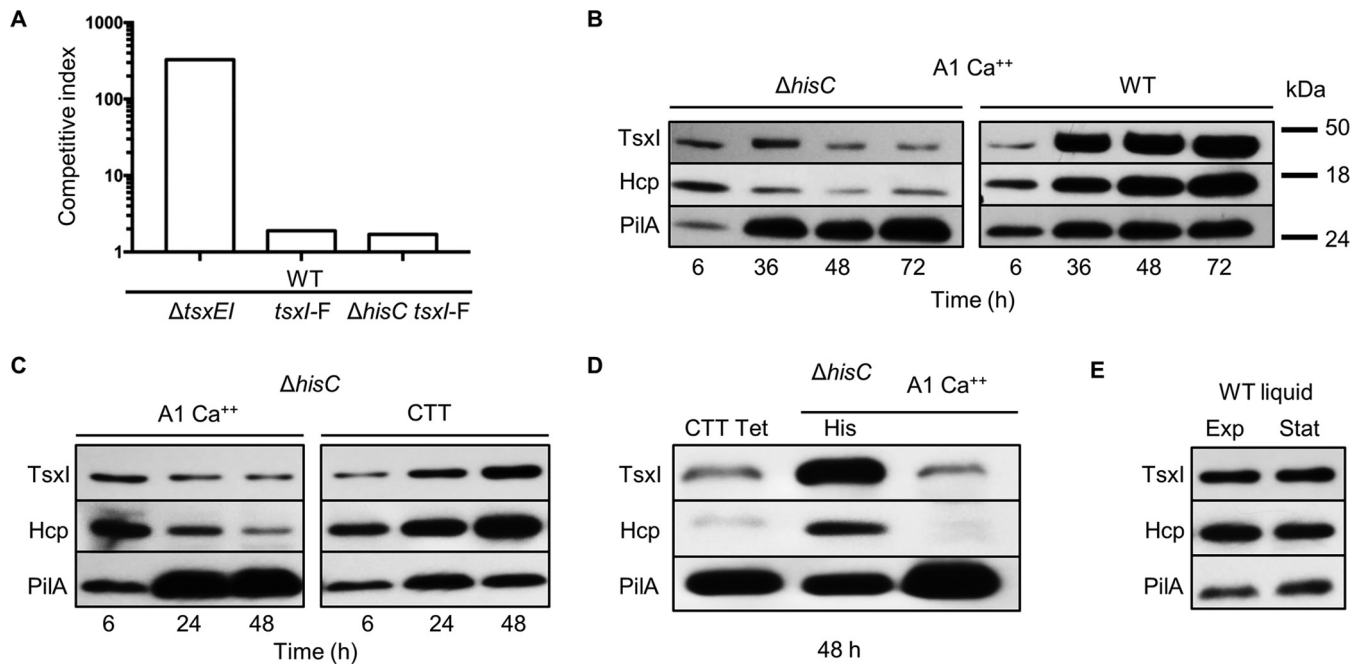 A
1000
100
10
1
Competitive index
WT
ΔtsxEI tsxI-F ΔhisC tsxI-F
B
A1 Ca⁺⁺
ΔhisC WT kDa
TsxI 50
Hcp 18
PilA 24
6 36 48 72 6 36 48 72
Time (h)
C
ΔhisC
A1 Ca⁺⁺ CTT
TsxI
Hcp
PilA
6 24 48 6 24 48
Time (h)
D
ΔhisC
A1 Ca⁺⁺
CTT Tet His
TsxI
Hcp
PilA
48 h
E
WT liquid
Exp Stat
TsxI
Hcp
PilA